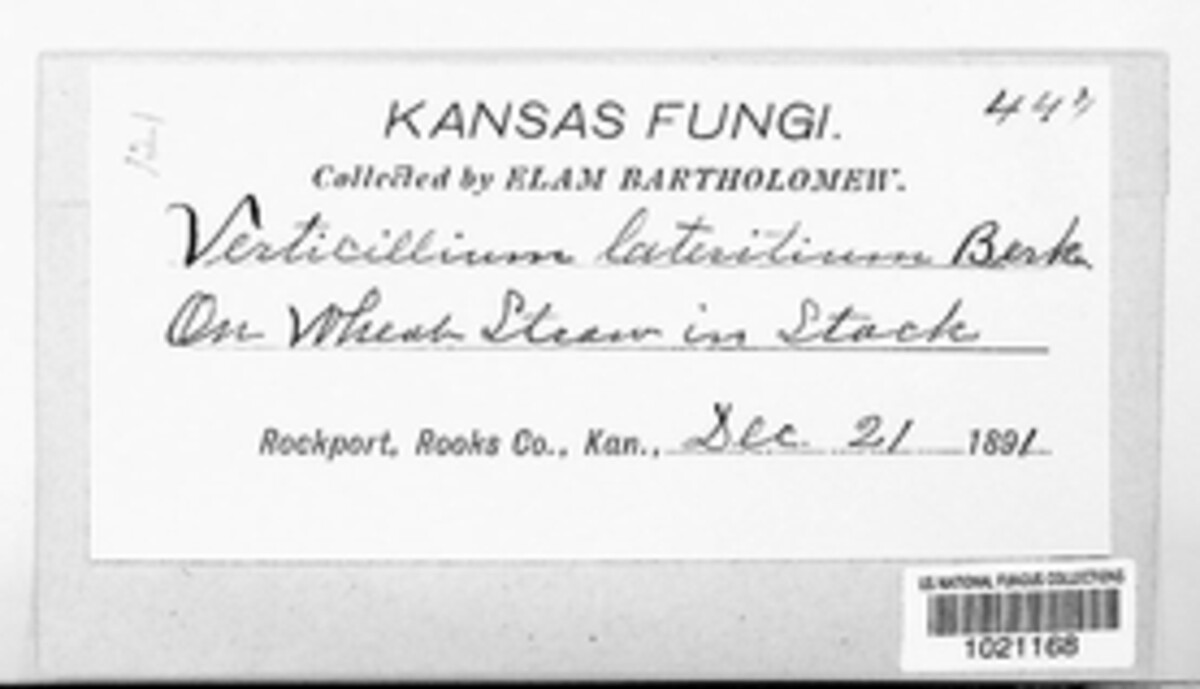 KANSAS FUNGI.
Collected by ELAM BARTHOLOMEW.
Verticillium lateritium Berk.
On Wheat Straw in Stack
Rockport, Rooks Co., Kan., Dec. 21 1891
US NATIONAL FUNGUS COLLECTIONS
1021168